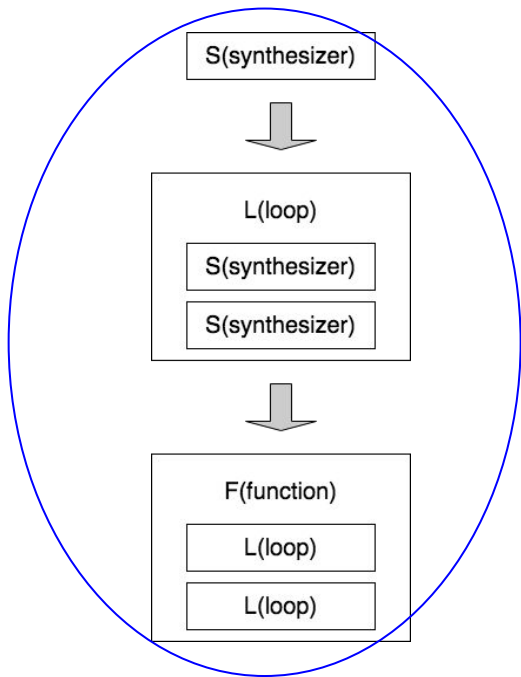 S(synthesizer)
L(loop)
S(synthesizer)
S(synthesizer)
F(function)
L(loop)
L(loop)